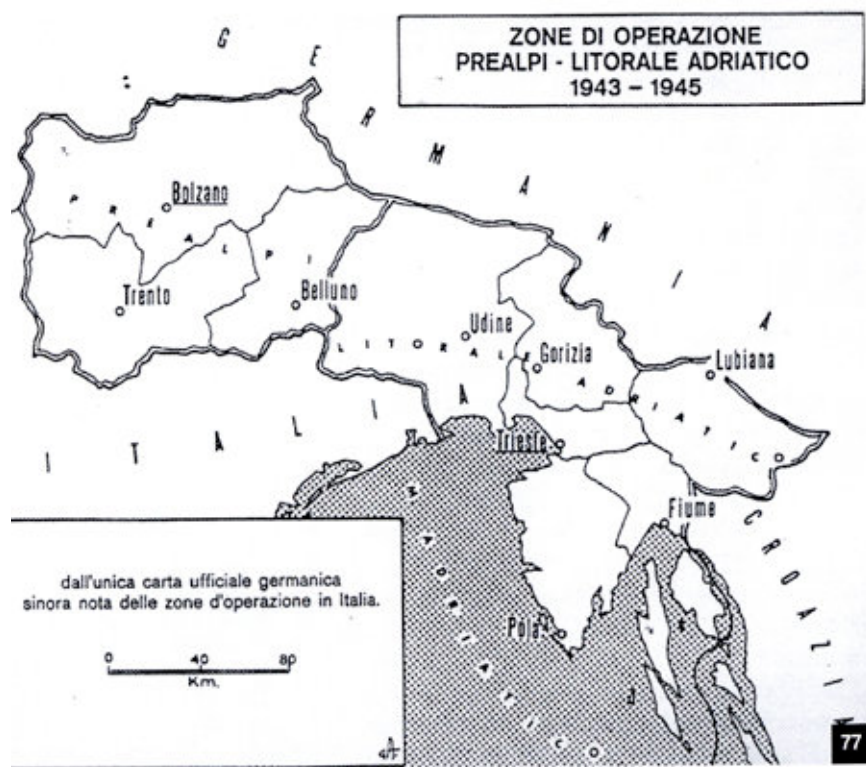 ZONE DI OPERAZIONE
PREALPI - LITORALE ADRIATICO
1943 - 1945
GERMANIA
PREALPI
Bolzano
Trento
Belluno
Udine
LITORALE ADRIATICO
Gorizia
Lubiana
ITALIA
Trieste
Fiume
CROAZIA
M. ADRIATICO
Pola
dall'unica carta ufficiale germanica
sinora nota delle zone d'operazione in Italia.
0 40 80
Km.
77